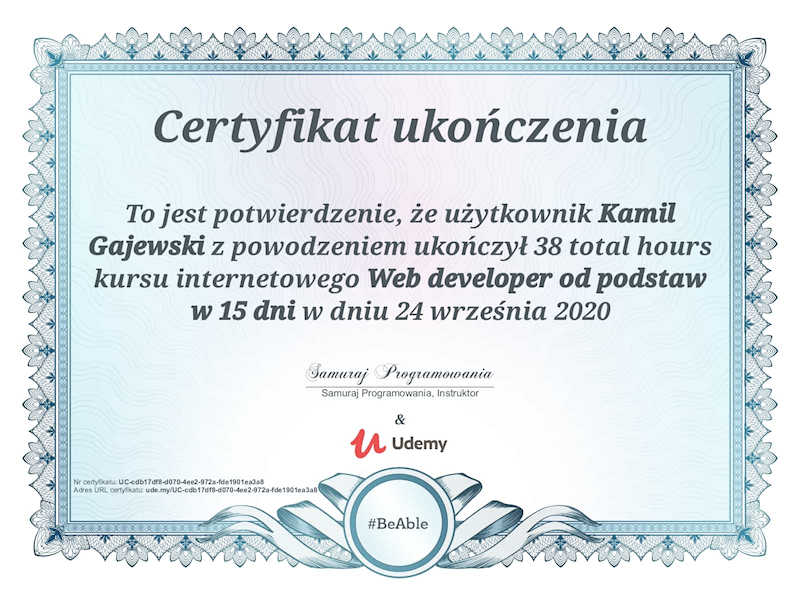 Certyfikat ukończenia
To jest potwierdzenie, że użytkownik Kamil
Gajewski z powodzeniem ukończył 38 total hours
kursu internetowego Web developer od podstaw
w 15 dni w dniu 24 września 2020
Samuraj Programowania
Samuraj Programowania, Instruktor
&
Udemy
Nr certyfikatu: UC-cdb17df8-d070-4ee2-972a-fde1901ea3a8
Adres URL certyfikatu: ude.my/UC-cdb17df8-d070-4ee2-972a-fde1901ea3a8
#BeAble